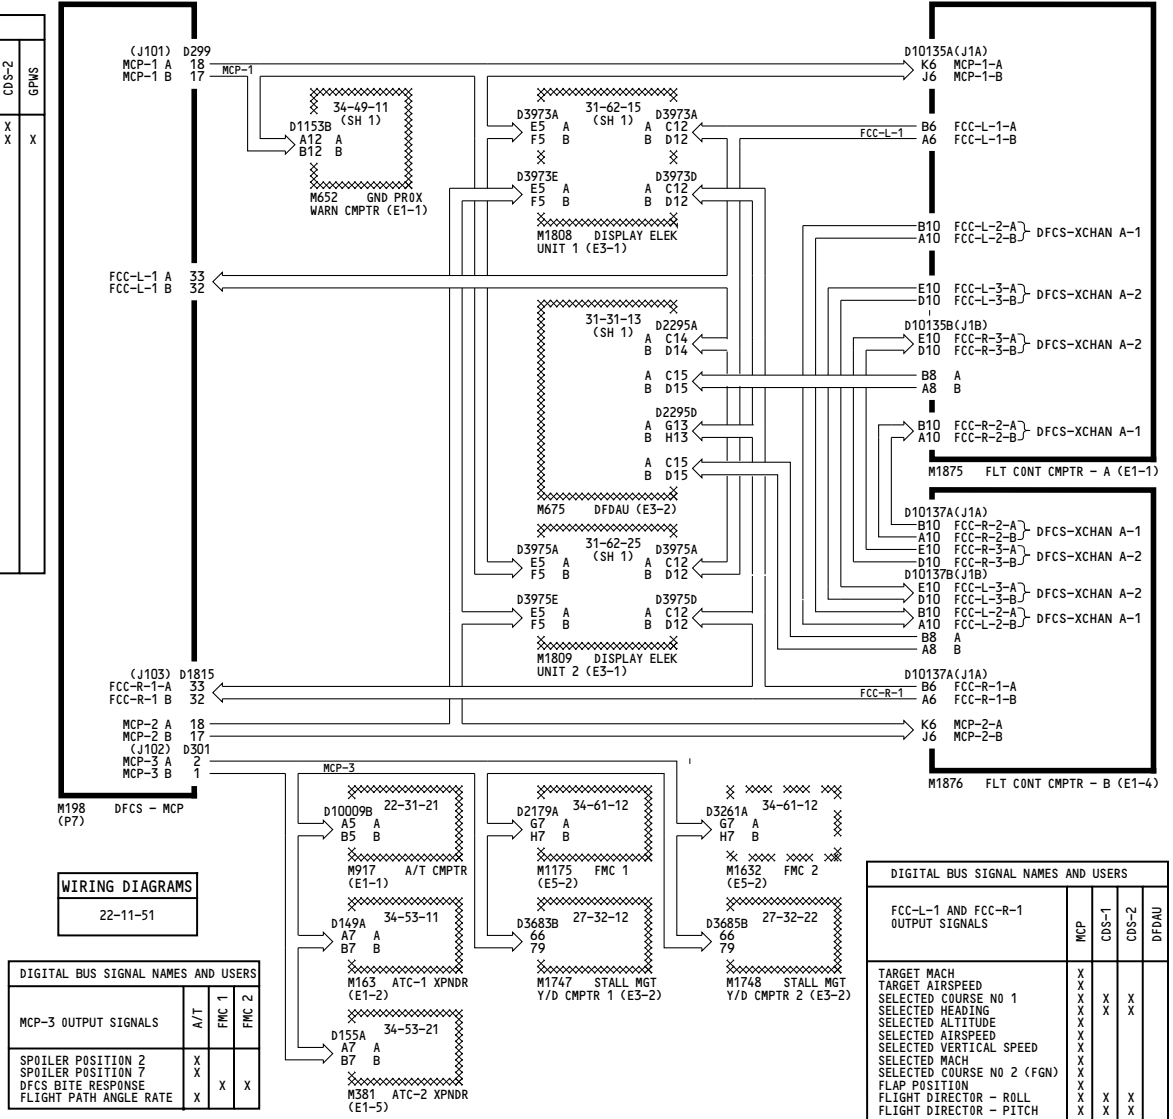 CDS-2
GPWS
X
X X
(J101) D299
MCP-1 A 18
MCP-1 B 17
MCP-1
34-49-11
(SH 1)
D1153B
A12 A
B12 B
M652 GND PROX
WARN CMPTR (E1-1)
31-62-15
(SH 1)
D3973A
E5 A
F5 B
D3973A
A C12
B D12
D3973E
E5 A
F5 B
D3973D
A C12
B D12
M1808 DISPLAY ELEK
UNIT 1 (E3-1)
D10135A(J1A)
K6 MCP-1-A
J6 MCP-1-B
FCC-L-1
B6 FCC-L-1-A
A6 FCC-L-1-B
B10 FCC-L-2-A
A10 FCC-L-2-B
DFCS-XCHAN A-1
E10 FCC-L-3-A
D10 FCC-L-3-B
DFCS-XCHAN A-2
D10135B(J1B)
E10 FCC-R-3-A
D10 FCC-R-3-B
DFCS-XCHAN A-2
B8 A
A8 B
B10 FCC-R-2-A
A10 FCC-R-2-B
DFCS-XCHAN A-1
M1875 FLT CONT CMPTR - A (E1-1)
FCC-L-1 A 33
FCC-L-1 B 32
31-31-13
(SH 1)
D2295A
A C14
B D14
A C15
B D15
D2295D
A G13
B H13
A C15
B D15
M675 DFDAU (E3-2)
31-62-25
(SH 1)
D3975A
E5 A
F5 B
D3975A
A C12
B D12
D3975E
E5 A
F5 B
D3975D
A C12
B D12
M1809 DISPLAY ELEK
UNIT 2 (E3-1)
D10137A(J1A)
B10 FCC-R-2-A
A10 FCC-R-2-B
DFCS-XCHAN A-1
E10 FCC-R-3-A
D10 FCC-R-3-B
DFCS-XCHAN A-2
D10137B(J1B)
E10 FCC-L-3-A
D10 FCC-L-3-B
DFCS-XCHAN A-2
B10 FCC-L-2-A
A10 FCC-L-2-B
DFCS-XCHAN A-1
B8 A
A8 B
D10137A(J1A)
FCC-R-1
B6 FCC-R-1-A
A6 FCC-R-1-B
K6 MCP-2-A
J6 MCP-2-B
M1876 FLT CONT CMPTR - B (E1-4)
(J103) D1815
FCC-R-1-A 33
FCC-R-1 B 32
MCP-2 A 18
MCP-2 B 17
(J102) D301
MCP-3 A 2
MCP-3 B 1
MCP-3
M198 DFCS - MCP
(P7)
22-31-21
D10009B
A5 A
B5 B
M917 A/T CMPTR
(E1-1)
34-61-12
D2179A
G7 A
H7 B
M1175 FMC 1
(E5-2)
34-61-12
D3261A
G7 A
H7 B
M1632 FMC 2
(E5-2)
34-53-11
D149A
A7 A
B7 B
M163 ATC-1 XPNDR
(E1-2)
27-32-12
D3683B
66
79
M1747 STALL MGT
Y/D CMPTR 1 (E3-2)
27-32-22
D3685B
66
79
M1748 STALL MGT
Y/D CMPTR 2 (E3-2)
34-53-21
D155A
A7 A
B7 B
M381 ATC-2 XPNDR
(E1-5)
WIRING DIAGRAMS
22-11-51
DIGITAL BUS SIGNAL NAMES AND USERS
MCP-3 OUTPUT SIGNALS A/T FMC 1 FMC 2
SPOILER POSITION 2 X
SPOILER POSITION 7 X
DFCS BITE RESPONSE X X
FLIGHT PATH ANGLE RATE X
DIGITAL BUS SIGNAL NAMES AND USERS
FCC-L-1 AND FCC-R-1
OUTPUT SIGNALS
MCP CDS-1 CDS-2 DFDAU
TARGET MACH X
TARGET AIRSPEED X
SELECTED COURSE NO 1 X X X
SELECTED HEADING X X X
SELECTED ALTITUDE X
SELECTED AIRSPEED X
SELECTED VERTICAL SPEED X
SELECTED MACH X
SELECTED COURSE NO 2 (FGN) X
FLAP POSITION X
FLIGHT DIRECTOR - ROLL X X X
FLIGHT DIRECTOR - PITCH X X X